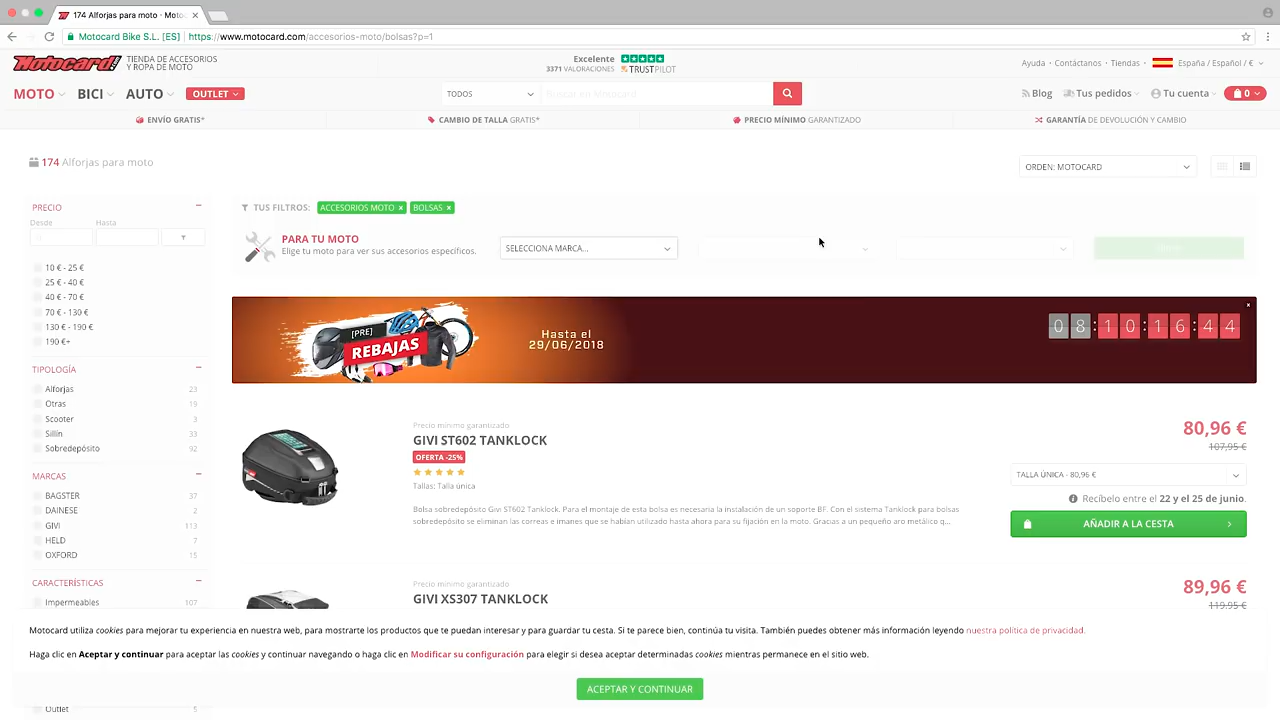 174 Alforjas para moto - Motoc
Motocard Bike S.L. [ES] https://www.motocard.com/accesorios-moto/bolsas?p=1
Motocard! TIENDA DE ACCESORIOS
Y ROPA DE MOTO
Excelente
3371 VALORACIONES TRUSTPILOT
Ayuda · Contáctanos · Tiendas · España / Español / €
MOTO BICI AUTO OUTLET
TODOS
Buscar en Motocard
Blog Tus pedidos Tu cuenta 0
ENVÍO GRATIS*
CAMBIO DE TALLA GRATIS*
PRECIO MÍNIMO GARANTIZADO
GARANTÍA DE DEVOLUCIÓN Y CAMBIO
174 Alforjas para moto
ORDEN: MOTOCARD
PRECIO
Desde Hasta
10 € - 25 €
25 € - 40 €
40 € - 70 €
70 € - 130 €
130 € - 190 €
190 €+
TIPOLOGÍA
Alforjas 23
Otras 19
Scooter 3
Sillín 33
Sobredepósito 92
MARCAS
BAGSTER 37
DAINESE 2
GIVI 113
HELD 7
OXFORD 15
CARACTERÍSTICAS
Impermeables 107
TUS FILTROS: ACCESORIOS MOTO × BOLSAS ×
PARA TU MOTO
Elige tu moto para ver sus accesorios específicos.
SELECCIONA MARCA...
[PRE]
REBAJAS
Hasta el
29/06/2018
08:10:16:44
Precio mínimo garantizado
GIVI ST602 TANKLOCK
OFERTA -25%
Tallas: Talla única
Bolsa sobredepósito Givi ST602 Tanklock. Para el montaje de esta bolsa es necesaria la instalación de un soporte BF. Con el sistema Tanklock para bolsas
sobredepósito se eliminan las correas e imanes que se habían utilizado hasta ahora para su fijación en la moto. Gracias a un pequeño aro metálico q...
80,96 €
107,95 €
TALLA ÚNICA - 80,96 €
Recíbelo entre el 22 y el 25 de junio.
AÑADIR A LA CESTA
Precio mínimo garantizado
GIVI XS307 TANKLOCK
89,96 €
119,95 €
Motocard utiliza cookies para mejorar tu experiencia en nuestra web, para mostrarte los productos que te puedan interesar y para guardar tu cesta. Si te parece bien, continúa tu visita. También puedes obtener más información leyendo nuestra política de privacidad.
Haga clic en Aceptar y continuar para aceptar las cookies y continuar navegando o haga clic en Modificar su configuración para elegir si desea aceptar determinadas cookies mientras permanece en el sitio web.
ACEPTAR Y CONTINUAR
Outlet 5